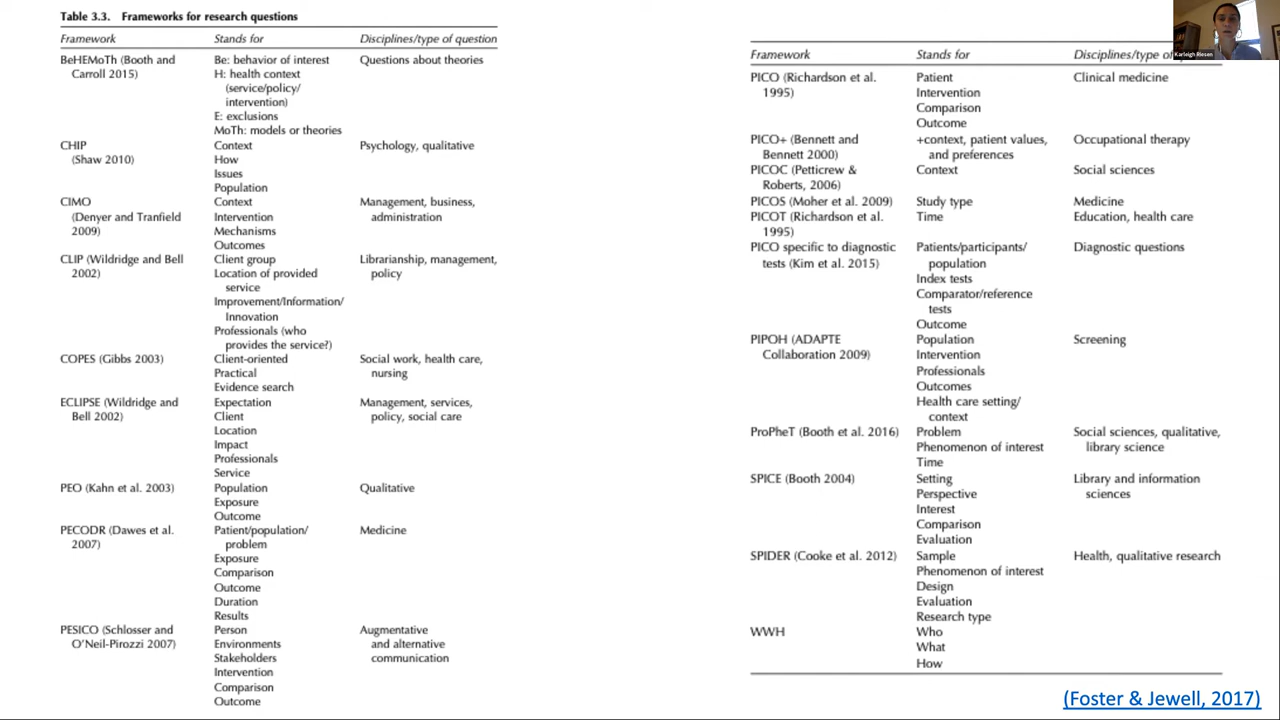 Table 3.3. Frameworks for research questions
Framework Stands for Disciplines/type of question
BeHEMoTh (Booth and Be: behavior of interest Questions about theories
Carroll 2015) H: health context
(service/policy/
intervention)
E: exclusions
MoTh: models or theories
CHIP Context Psychology, qualitative
(Shaw 2010) How
Issues
Population
CIMO Context Management, business,
(Denyer and Tranfield Intervention administration
2009) Mechanisms
Outcomes
CLIP (Wildridge and Bell Client group Librarianship, management,
2002) Location of provided policy
service
Improvement/Information/
Innovation
Professionals (who
provides the service?)
COPES (Gibbs 2003) Client-oriented Social work, health care,
Practical nursing
Evidence search
ECLIPSE (Wildridge and Expectation Management, services,
Bell 2002) Client policy, social care
Location
Impact
Professionals
Service
PEO (Kahn et al. 2003) Population Qualitative
Exposure
Outcome
PECODR (Dawes et al. Patient/population/ Medicine
2007) problem
Exposure
Comparison
Outcome
Duration
Results
PESICO (Schlosser and Person Augmentative
O'Neil-Pirozzi 2007) Environments and alternative
Stakeholders communication
Intervention
Comparison
Outcome
Framework Stands for Disciplines/type of
PICO (Richardson et al. Patient Clinical medicine
1995) Intervention
Comparison
Outcome
PICO+ (Bennett and +context, patient values, Occupational therapy
Bennett 2000) and preferences
PICOC (Petticrew & Context Social sciences
Roberts, 2006)
PICOS (Moher et al. 2009) Study type Medicine
PICOT (Richardson et al. Time Education, health care
1995)
PICO specific to diagnostic Patients/participants/ Diagnostic questions
tests (Kim et al. 2015) population
Index tests
Comparator/reference
tests
Outcome
PIPOH (ADAPTE Population Screening
Collaboration 2009) Intervention
Professionals
Outcomes
Health care setting/
context
ProPheT (Booth et al. 2016) Problem Social sciences, qualitative,
Phenomenon of interest library science
Time
SPICE (Booth 2004) Setting Library and information
Perspective sciences
Interest
Comparison
Evaluation
SPIDER (Cooke et al. 2012) Sample Health, qualitative research
Phenomenon of interest
Design
Evaluation
Research type
WWH Who
What
How
(Foster & Jewell, 2017)
Karleigh Riesen